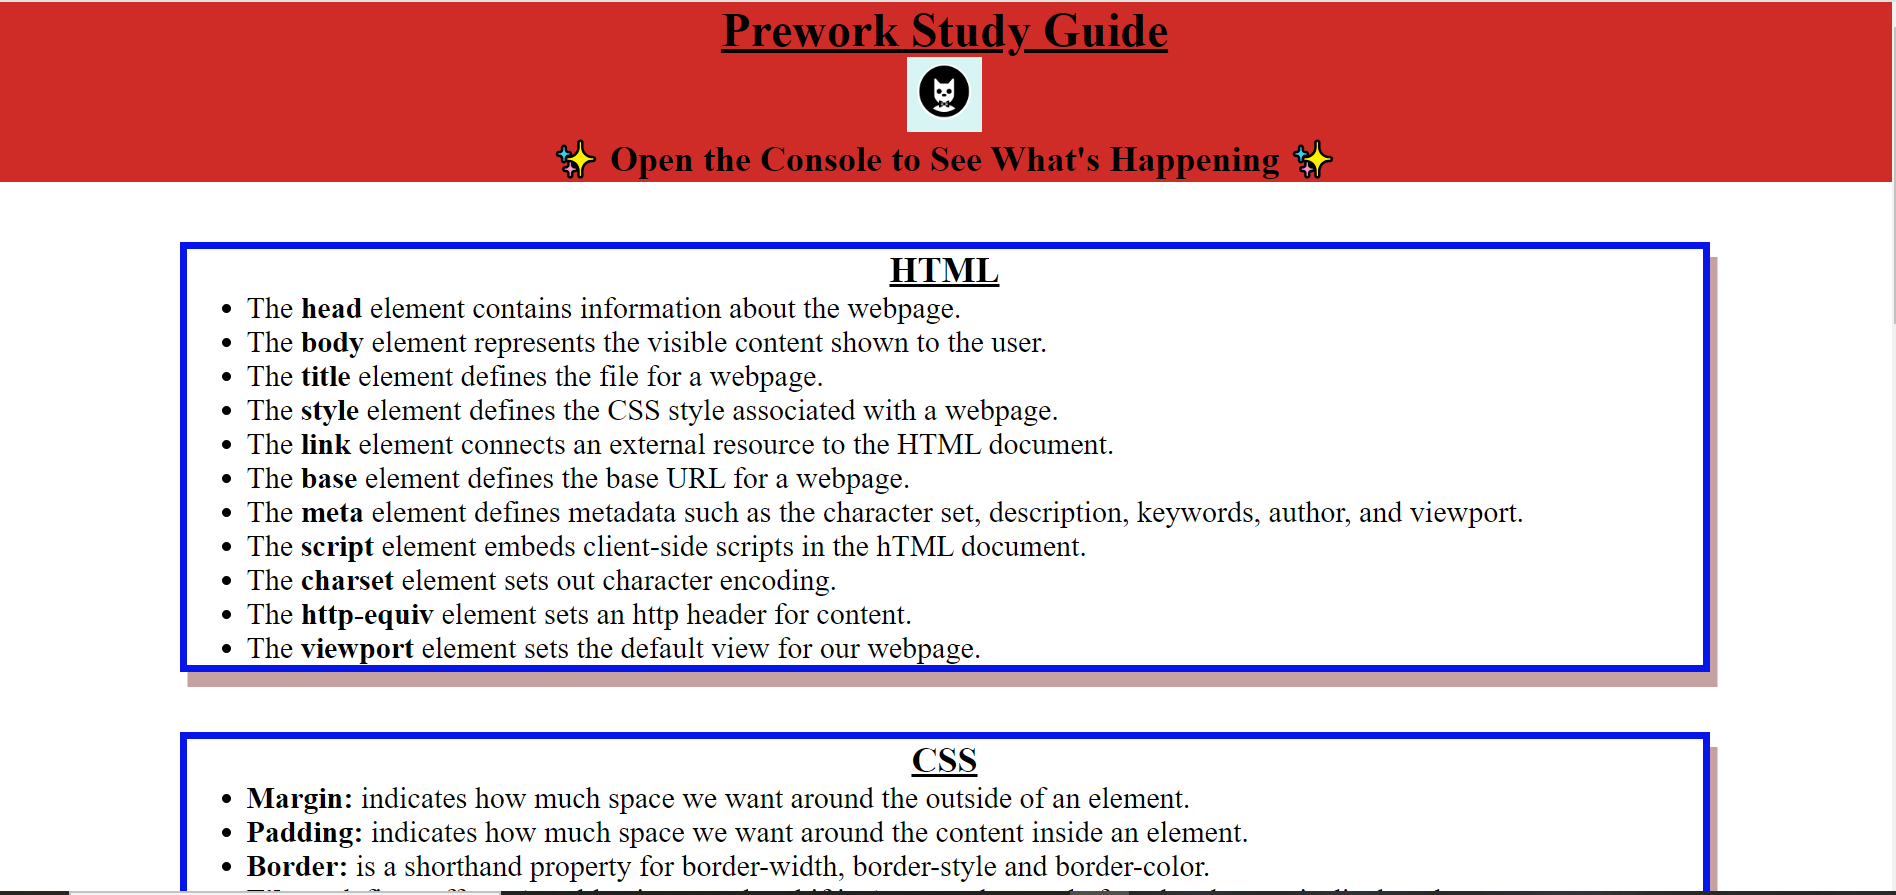 Prework Study Guide
✨ Open the Console to See What's Happening ✨
HTML
• The head element contains information about the webpage.
• The body element represents the visible content shown to the user.
• The title element defines the file for a webpage.
• The style element defines the CSS style associated with a webpage.
• The link element connects an external resource to the HTML document.
• The base element defines the base URL for a webpage.
• The meta element defines metadata such as the character set, description, keywords, author, and viewport.
• The script element embeds client-side scripts in the hTML document.
• The charset element sets out character encoding.
• The http-equiv element sets an http header for content.
• The viewport element sets the default view for our webpage.
CSS
• Margin: indicates how much space we want around the outside of an element.
• Padding: indicates how much space we want around the content inside an element.
• Border: is a shorthand property for border-width, border-style and border-color.